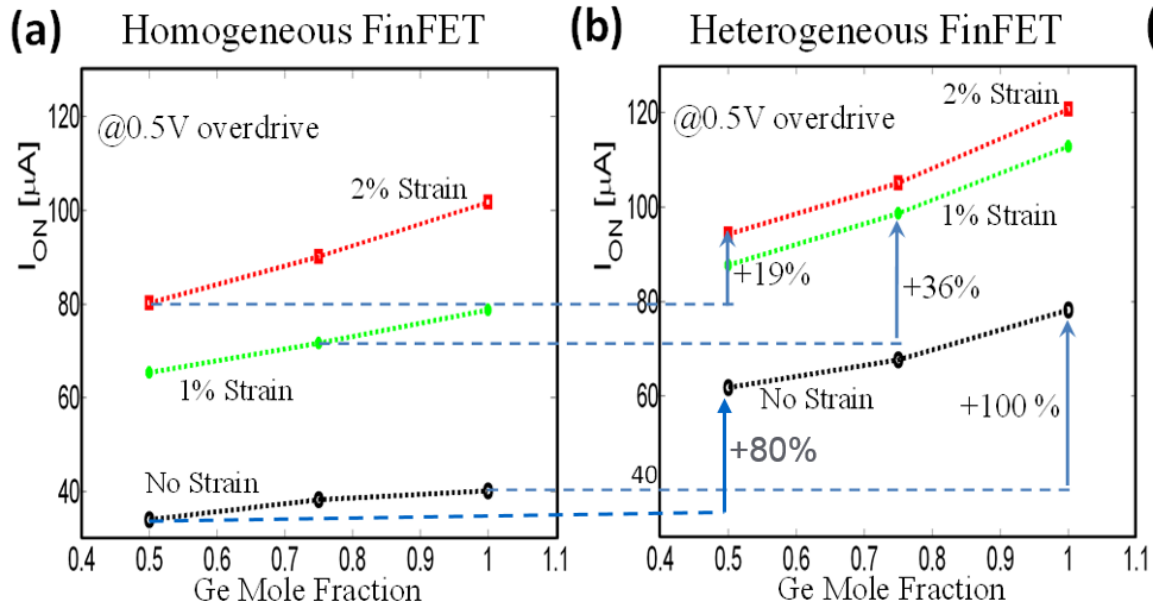 (a) Homogeneous FinFET
@0.5V overdrive
2% Strain
1% Strain
No Strain
I_ON [μA]
120
100
80
60
40
0.4 0.5 0.6 0.7 0.8 0.9 1 1.1
Ge Mole Fraction
(b) Heterogeneous FinFET
@0.5V overdrive
2% Strain
1% Strain
+19%
+36%
No Strain
+100 %
+80%
I_ON [μA]
120
100
80
60
40
0.4 0.5 0.6 0.7 0.8 0.9 1 1.1
Ge Mole Fraction
(